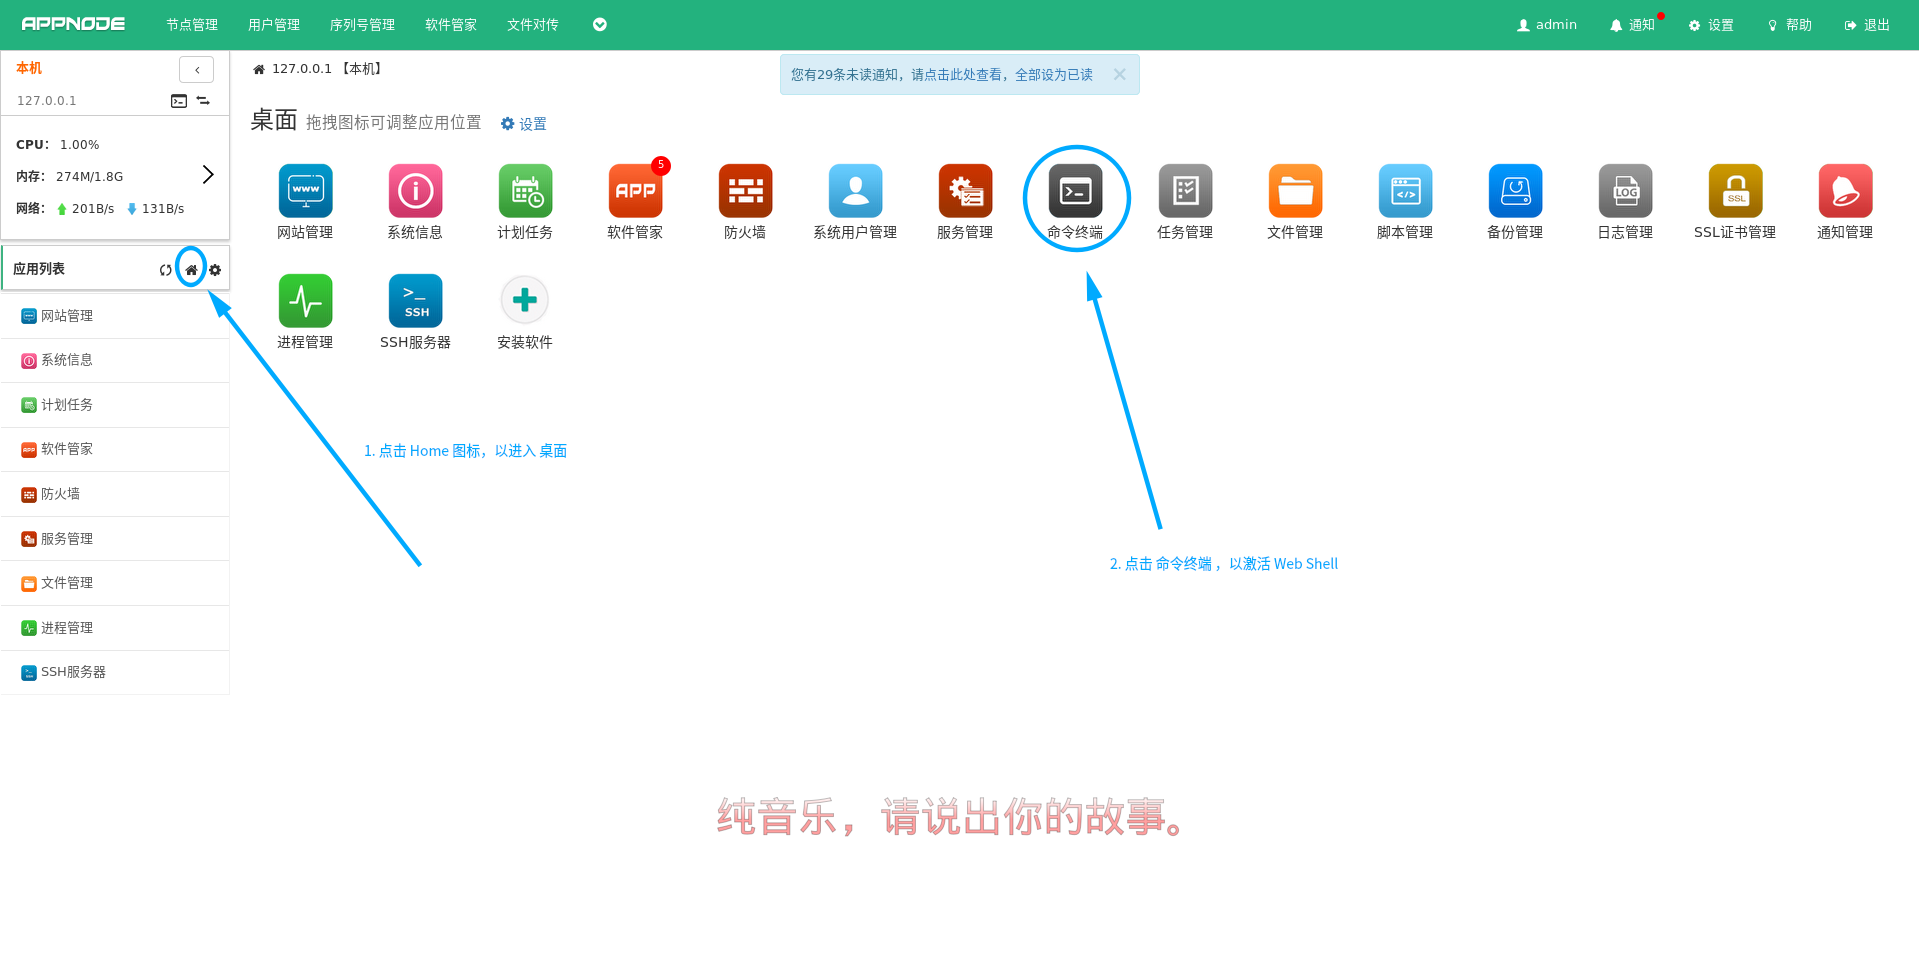 APPNODE 节点管理 用户管理 序列号管理 软件管家 文件对传 admin 通知 设置 帮助 退出
本机
127.0.0.1
CPU： 1.00%
内存： 274M/1.8G
网络： 201B/s 131B/s
应用列表
网站管理
系统信息
计划任务
软件管家
防火墙
服务管理
文件管理
进程管理
SSH服务器
127.0.0.1 【本机】
您有29条未读通知，请点击此处查看，全部设为已读 ×
桌面 拖拽图标可调整应用位置 设置
www APP 5 LOG SSL
网站管理 系统信息 计划任务 软件管家 防火墙 系统用户管理 服务管理 命令终端 任务管理 文件管理 脚本管理 备份管理 日志管理 SSL证书管理 通知管理
>_ SSH
进程管理 SSH服务器 安装软件
1. 点击 Home 图标，以进入 桌面
2. 点击 命令终端 ，以激活 Web Shell
纯音乐，请说出你的故事。